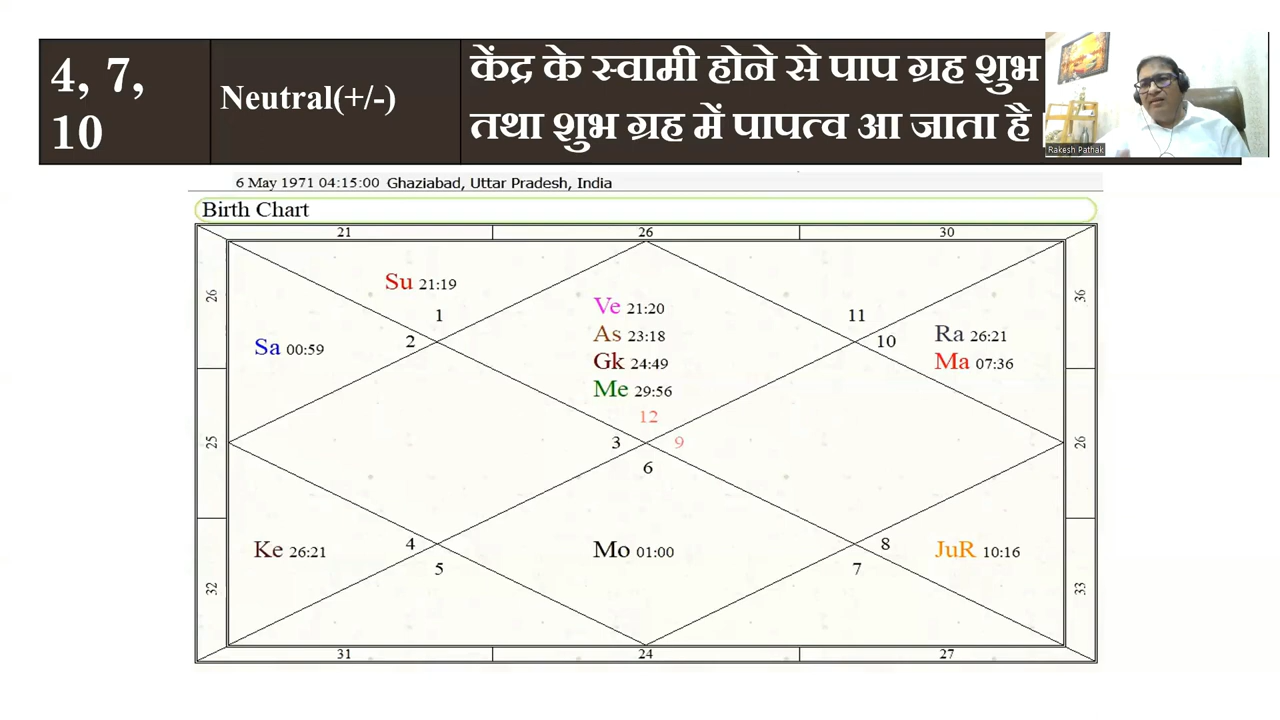 4, 7,
10
Neutral(+/-)
केंद्र के स्वामी होने से पाप ग्रह शुभ
तथा शुभ ग्रह में पापत्व आ जाता है
Rakesh Pathak
6 May 1971 04:15:00 Ghaziabad, Uttar Pradesh, India
Birth Chart
21 26 30
26
36
Su 21:19
1
2
Sa 00:59
Ve 21:20
As 23:18
Gk 24:49
Me 29:56
12
11
10
Ra 26:21
Ma 07:36
25
3 9
6
26
Ke 26:21
4
5
Mo 01:00
8
7
JuR 10:16
32
33
31 24 27